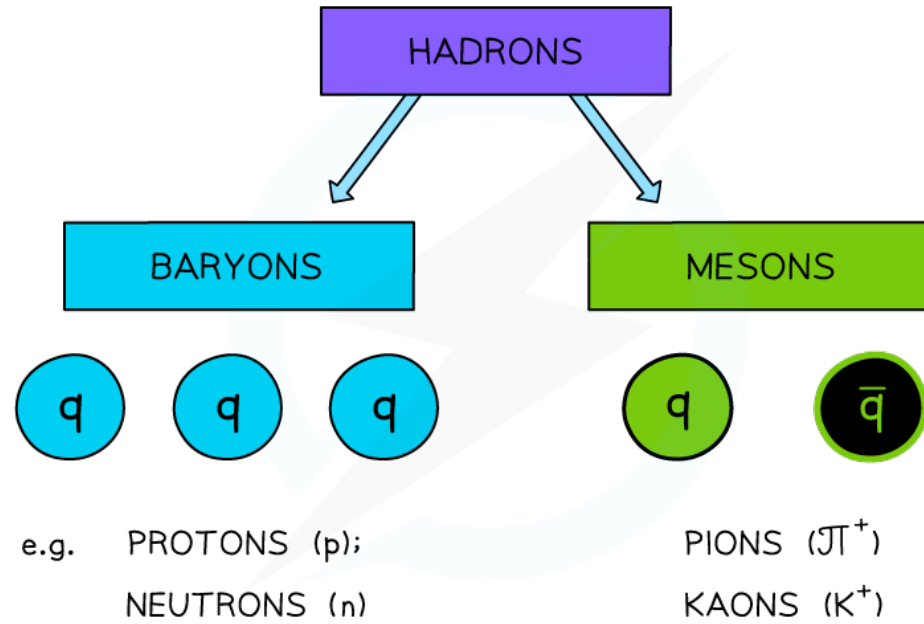 HADRONS
BARYONS
MESONS
q q q
q q̄
e.g. PROTONS (p);
NEUTRONS (n)
PIONS (π⁺)
KAONS (K⁺)